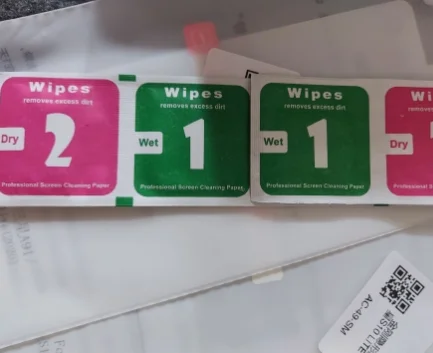 Wipes
removes excess dirt
Dry
2
Professional Screen Cleaning Paper
Wipes
removes excess dirt
Wet
1
Professional Screen Cleaning Paper
Wipes
removes excess dirt
Wet
1
Professional Screen Cleaning Paper
Dry
AC-49-SM